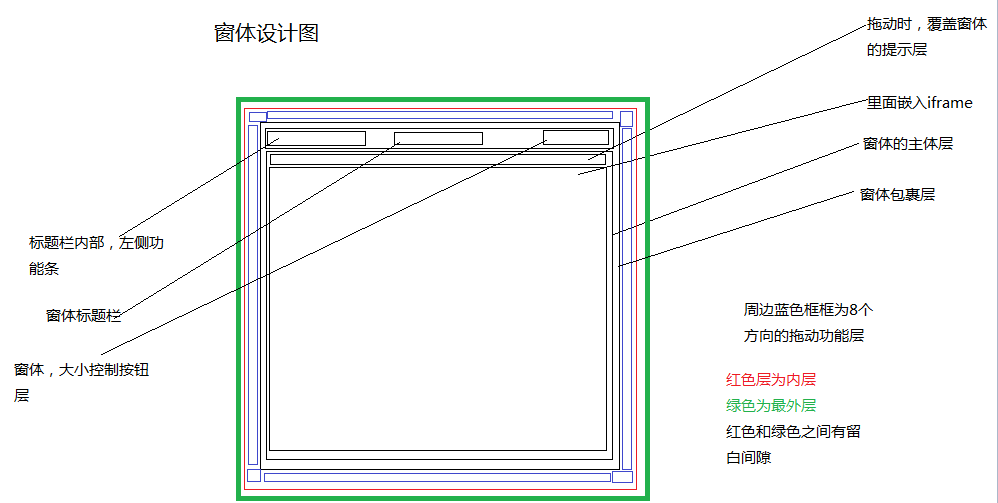 窗体设计图
拖动时，覆盖窗体
的提示层
里面嵌入iframe
窗体的主体层
窗体包裹层
标题栏内部，左侧功
能条
窗体标题栏
窗体，大小控制按钮
层
周边蓝色框框为8个
方向的拖动功能层
红色层为内层
绿色为最外层
红色和绿色之间有留
白间隙